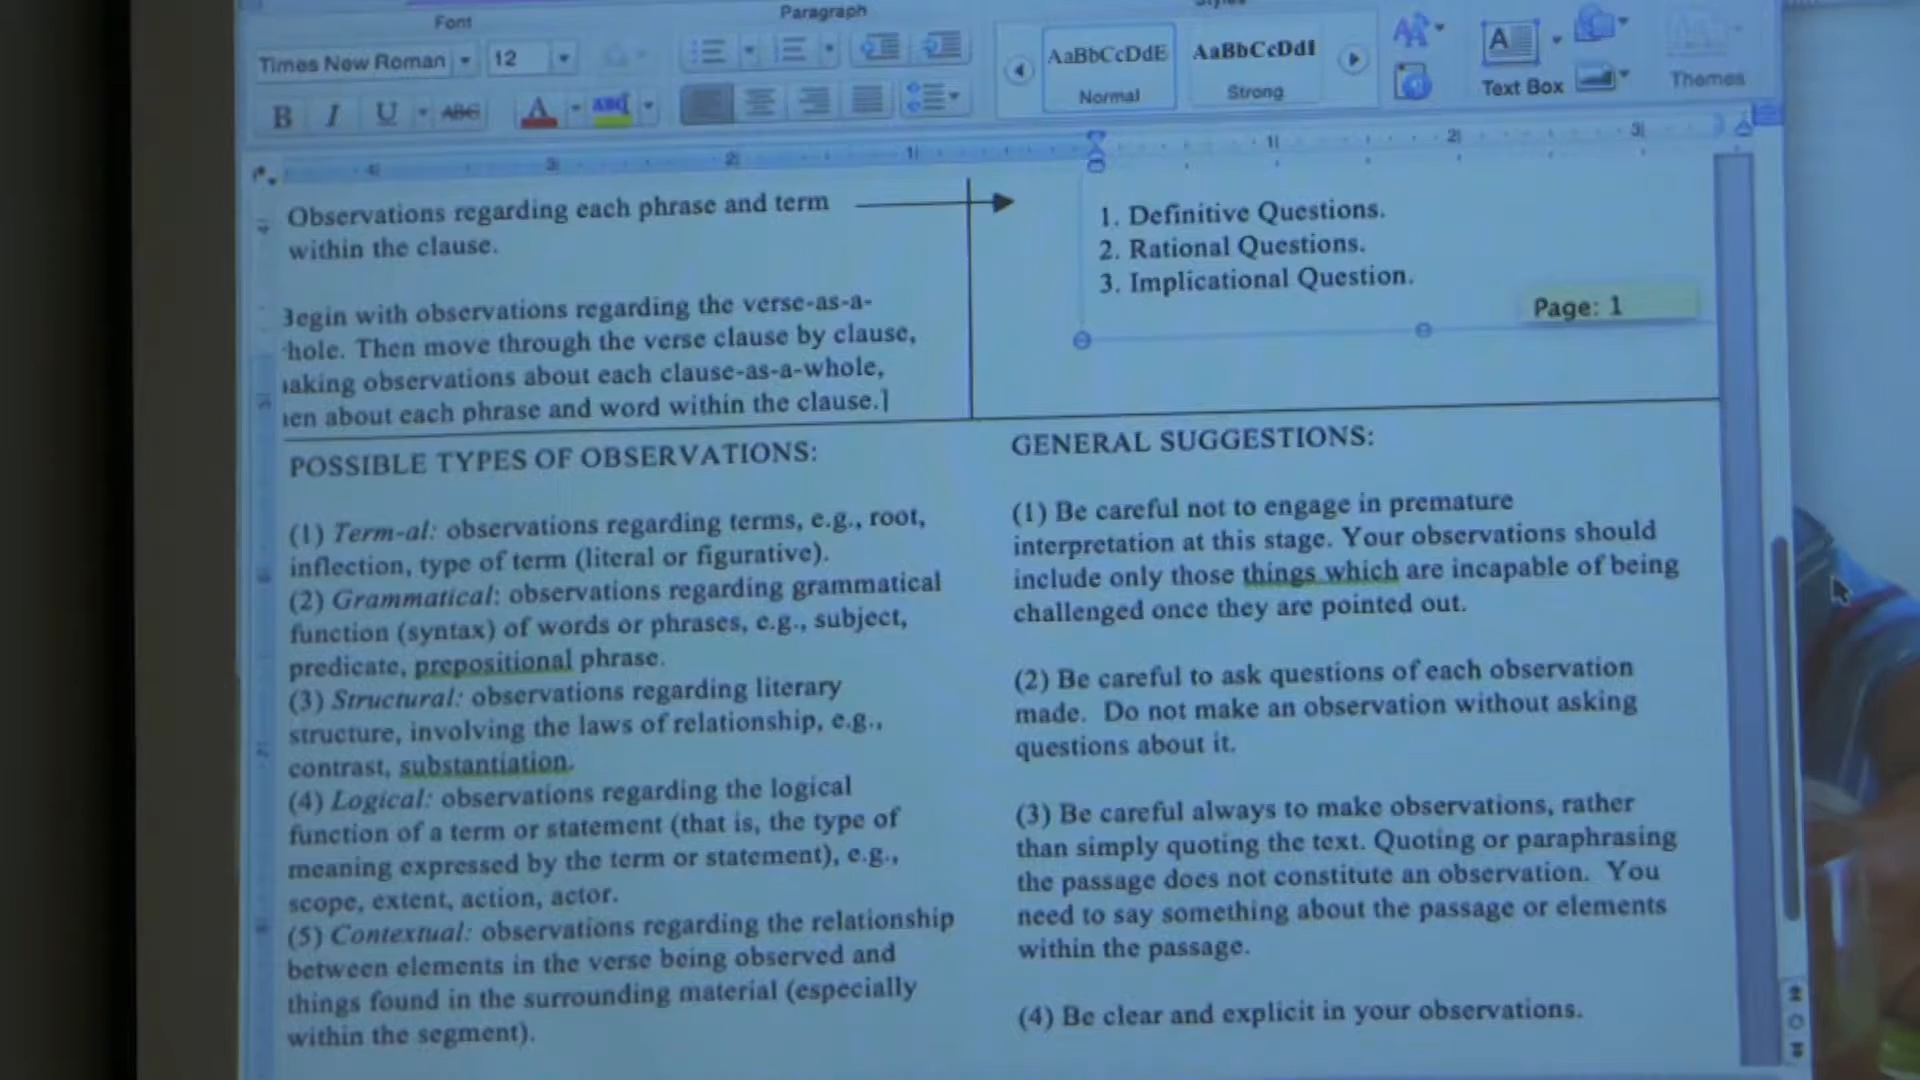 Font
Paragraph
Times New Roman
12
AaBbCcDdE
AaBbCcDdI
Normal
Strong
Text Box
Themes
B I U ABC
A ABC
4 3 2 1 1 2 3
Observations regarding each phrase and term
within the clause.
Begin with observations regarding the verse-as-a-
hole. Then move through the verse clause by clause,
aking observations about each clause-as-a-whole,
en about each phrase and word within the clause.]
1. Definitive Questions.
2. Rational Questions.
3. Implicational Question.
Page: 1
POSSIBLE TYPES OF OBSERVATIONS:
(1) Term-al: observations regarding terms, e.g., root,
inflection, type of term (literal or figurative).
(2) Grammatical: observations regarding grammatical
function (syntax) of words or phrases, e.g., subject,
predicate, prepositional phrase.
(3) Structural: observations regarding literary
structure, involving the laws of relationship, e.g.,
contrast, substantiation.
(4) Logical: observations regarding the logical
function of a term or statement (that is, the type of
meaning expressed by the term or statement), e.g.,
scope, extent, action, actor.
(5) Contextual: observations regarding the relationship
between elements in the verse being observed and
things found in the surrounding material (especially
within the segment).
GENERAL SUGGESTIONS:
(1) Be careful not to engage in premature
interpretation at this stage. Your observations should
include only those things which are incapable of being
challenged once they are pointed out.
(2) Be careful to ask questions of each observation
made. Do not make an observation without asking
questions about it.
(3) Be careful always to make observations, rather
than simply quoting the text. Quoting or paraphrasing
the passage does not constitute an observation. You
need to say something about the passage or elements
within the passage.
(4) Be clear and explicit in your observations.